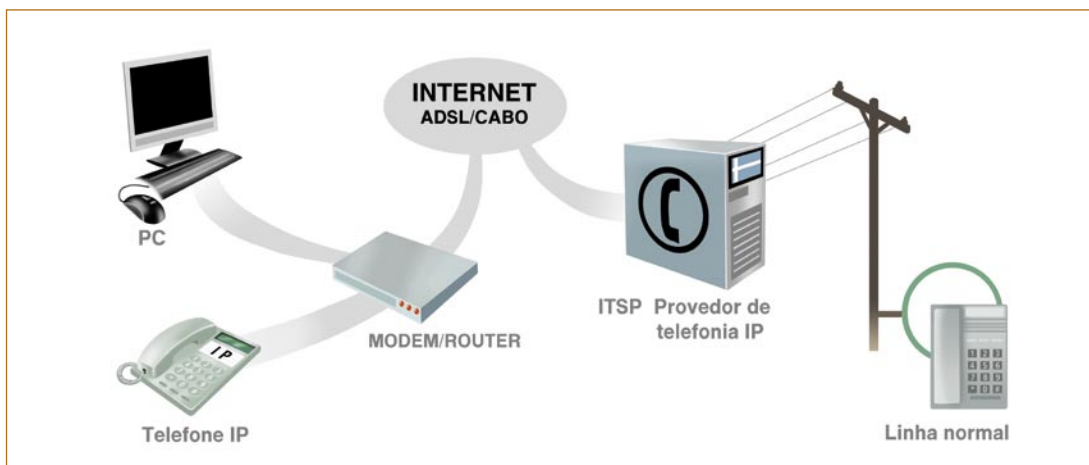 INTERNET
ADSL/CABO
PC
IP
MODEM/ROUTER
ITSP Provedor de
telefonia IP
Telefone IP
Linha normal